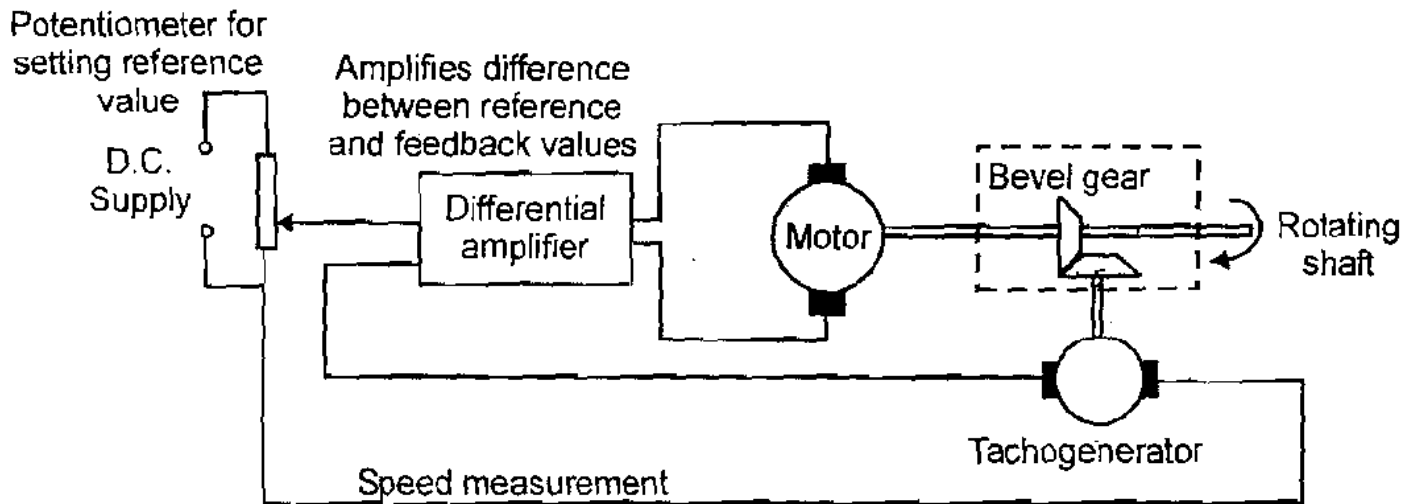 Potentiometer for
setting reference
value
D.C.
Supply
Amplifies difference
between reference
and feedback values
Differential
amplifier
Motor
Bevel gear
Rotating
shaft
Tachogenerator
Speed measurement